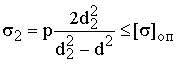 σ₂ = p 2d₂² / (d₂² − d²) ≤ [σ]оп